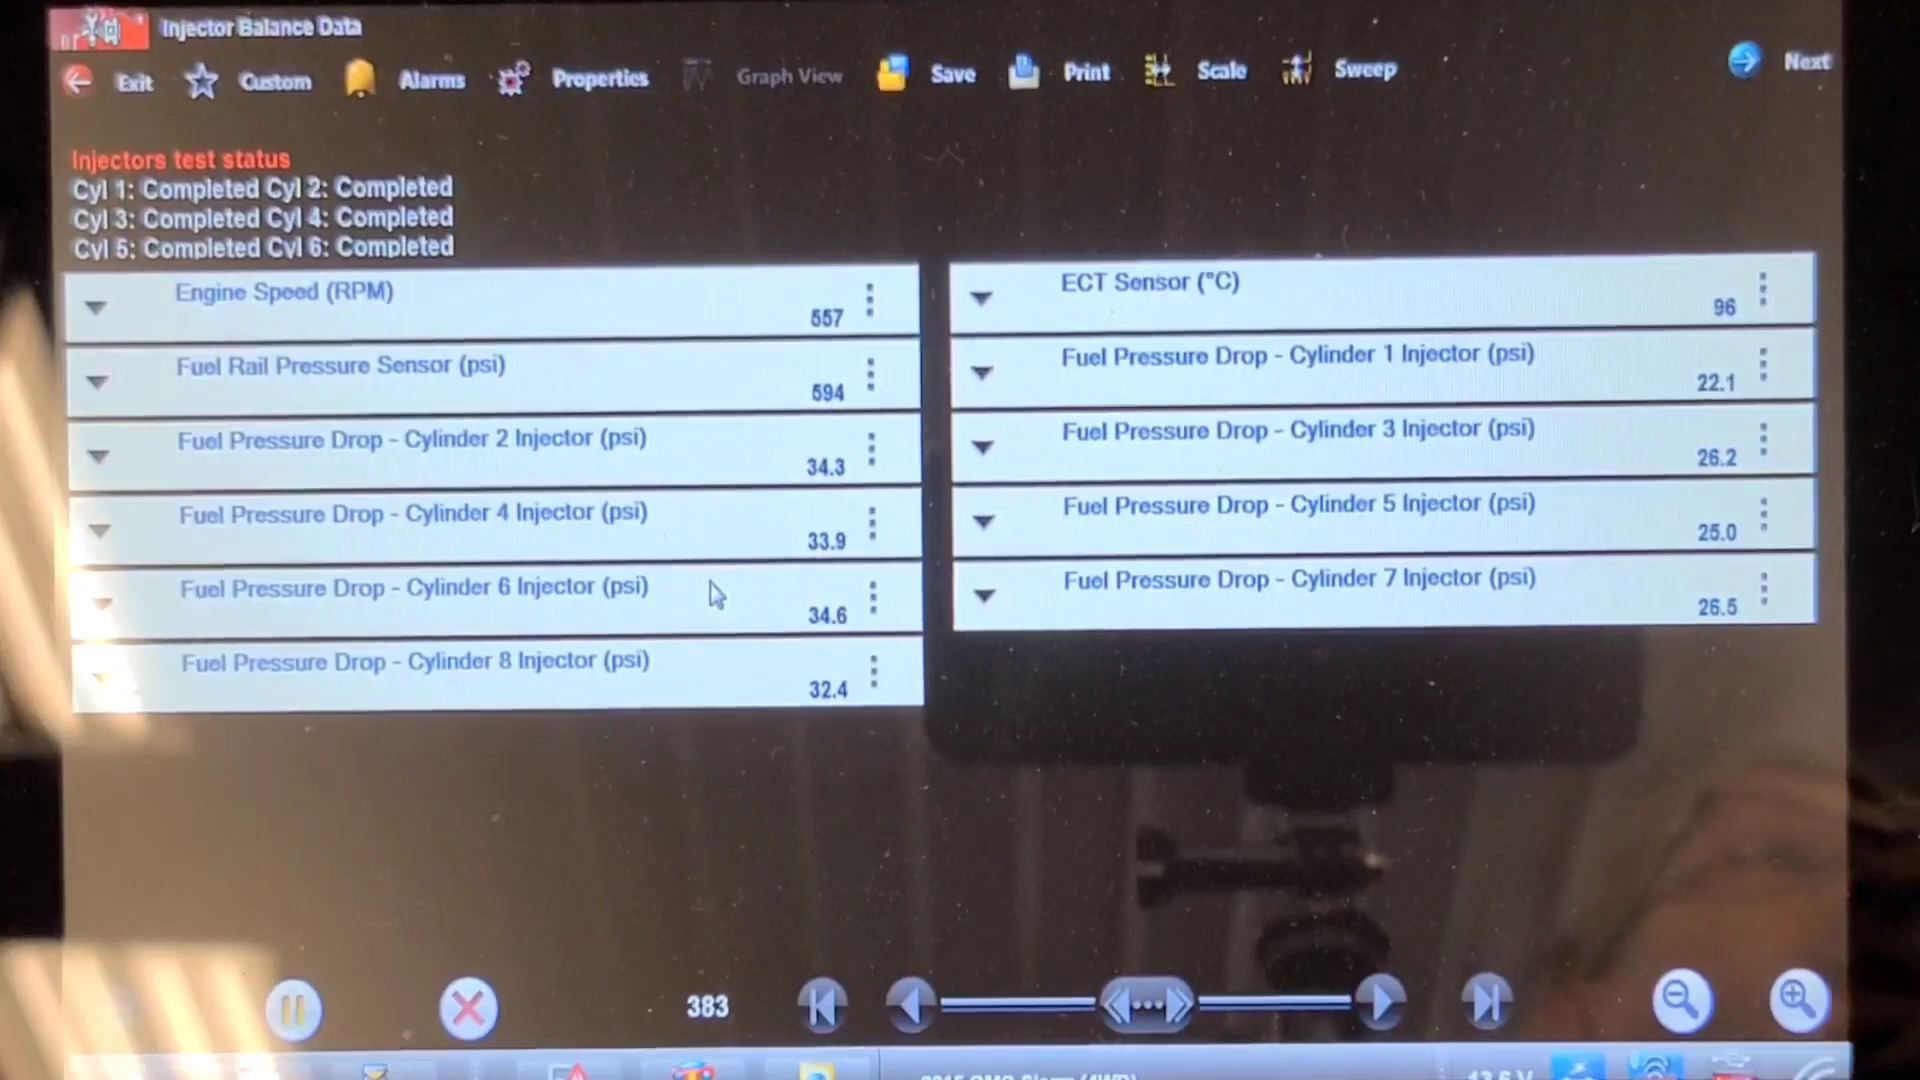 Injector Balance Data
Exit Custom Alarms Properties Graph View Save Print Scale Sweep Next
Injectors test status
Cyl 1: Completed Cyl 2: Completed
Cyl 3: Completed Cyl 4: Completed
Cyl 5: Completed Cyl 6: Completed
Engine Speed (RPM)
557
Fuel Rail Pressure Sensor (psi)
594
Fuel Pressure Drop - Cylinder 2 Injector (psi)
34.3
Fuel Pressure Drop - Cylinder 4 Injector (psi)
33.9
Fuel Pressure Drop - Cylinder 6 Injector (psi)
34.6
Fuel Pressure Drop - Cylinder 8 Injector (psi)
32.4
ECT Sensor (°C)
96
Fuel Pressure Drop - Cylinder 1 Injector (psi)
22.1
Fuel Pressure Drop - Cylinder 3 Injector (psi)
26.2
Fuel Pressure Drop - Cylinder 5 Injector (psi)
25.0
Fuel Pressure Drop - Cylinder 7 Injector (psi)
26.5
383